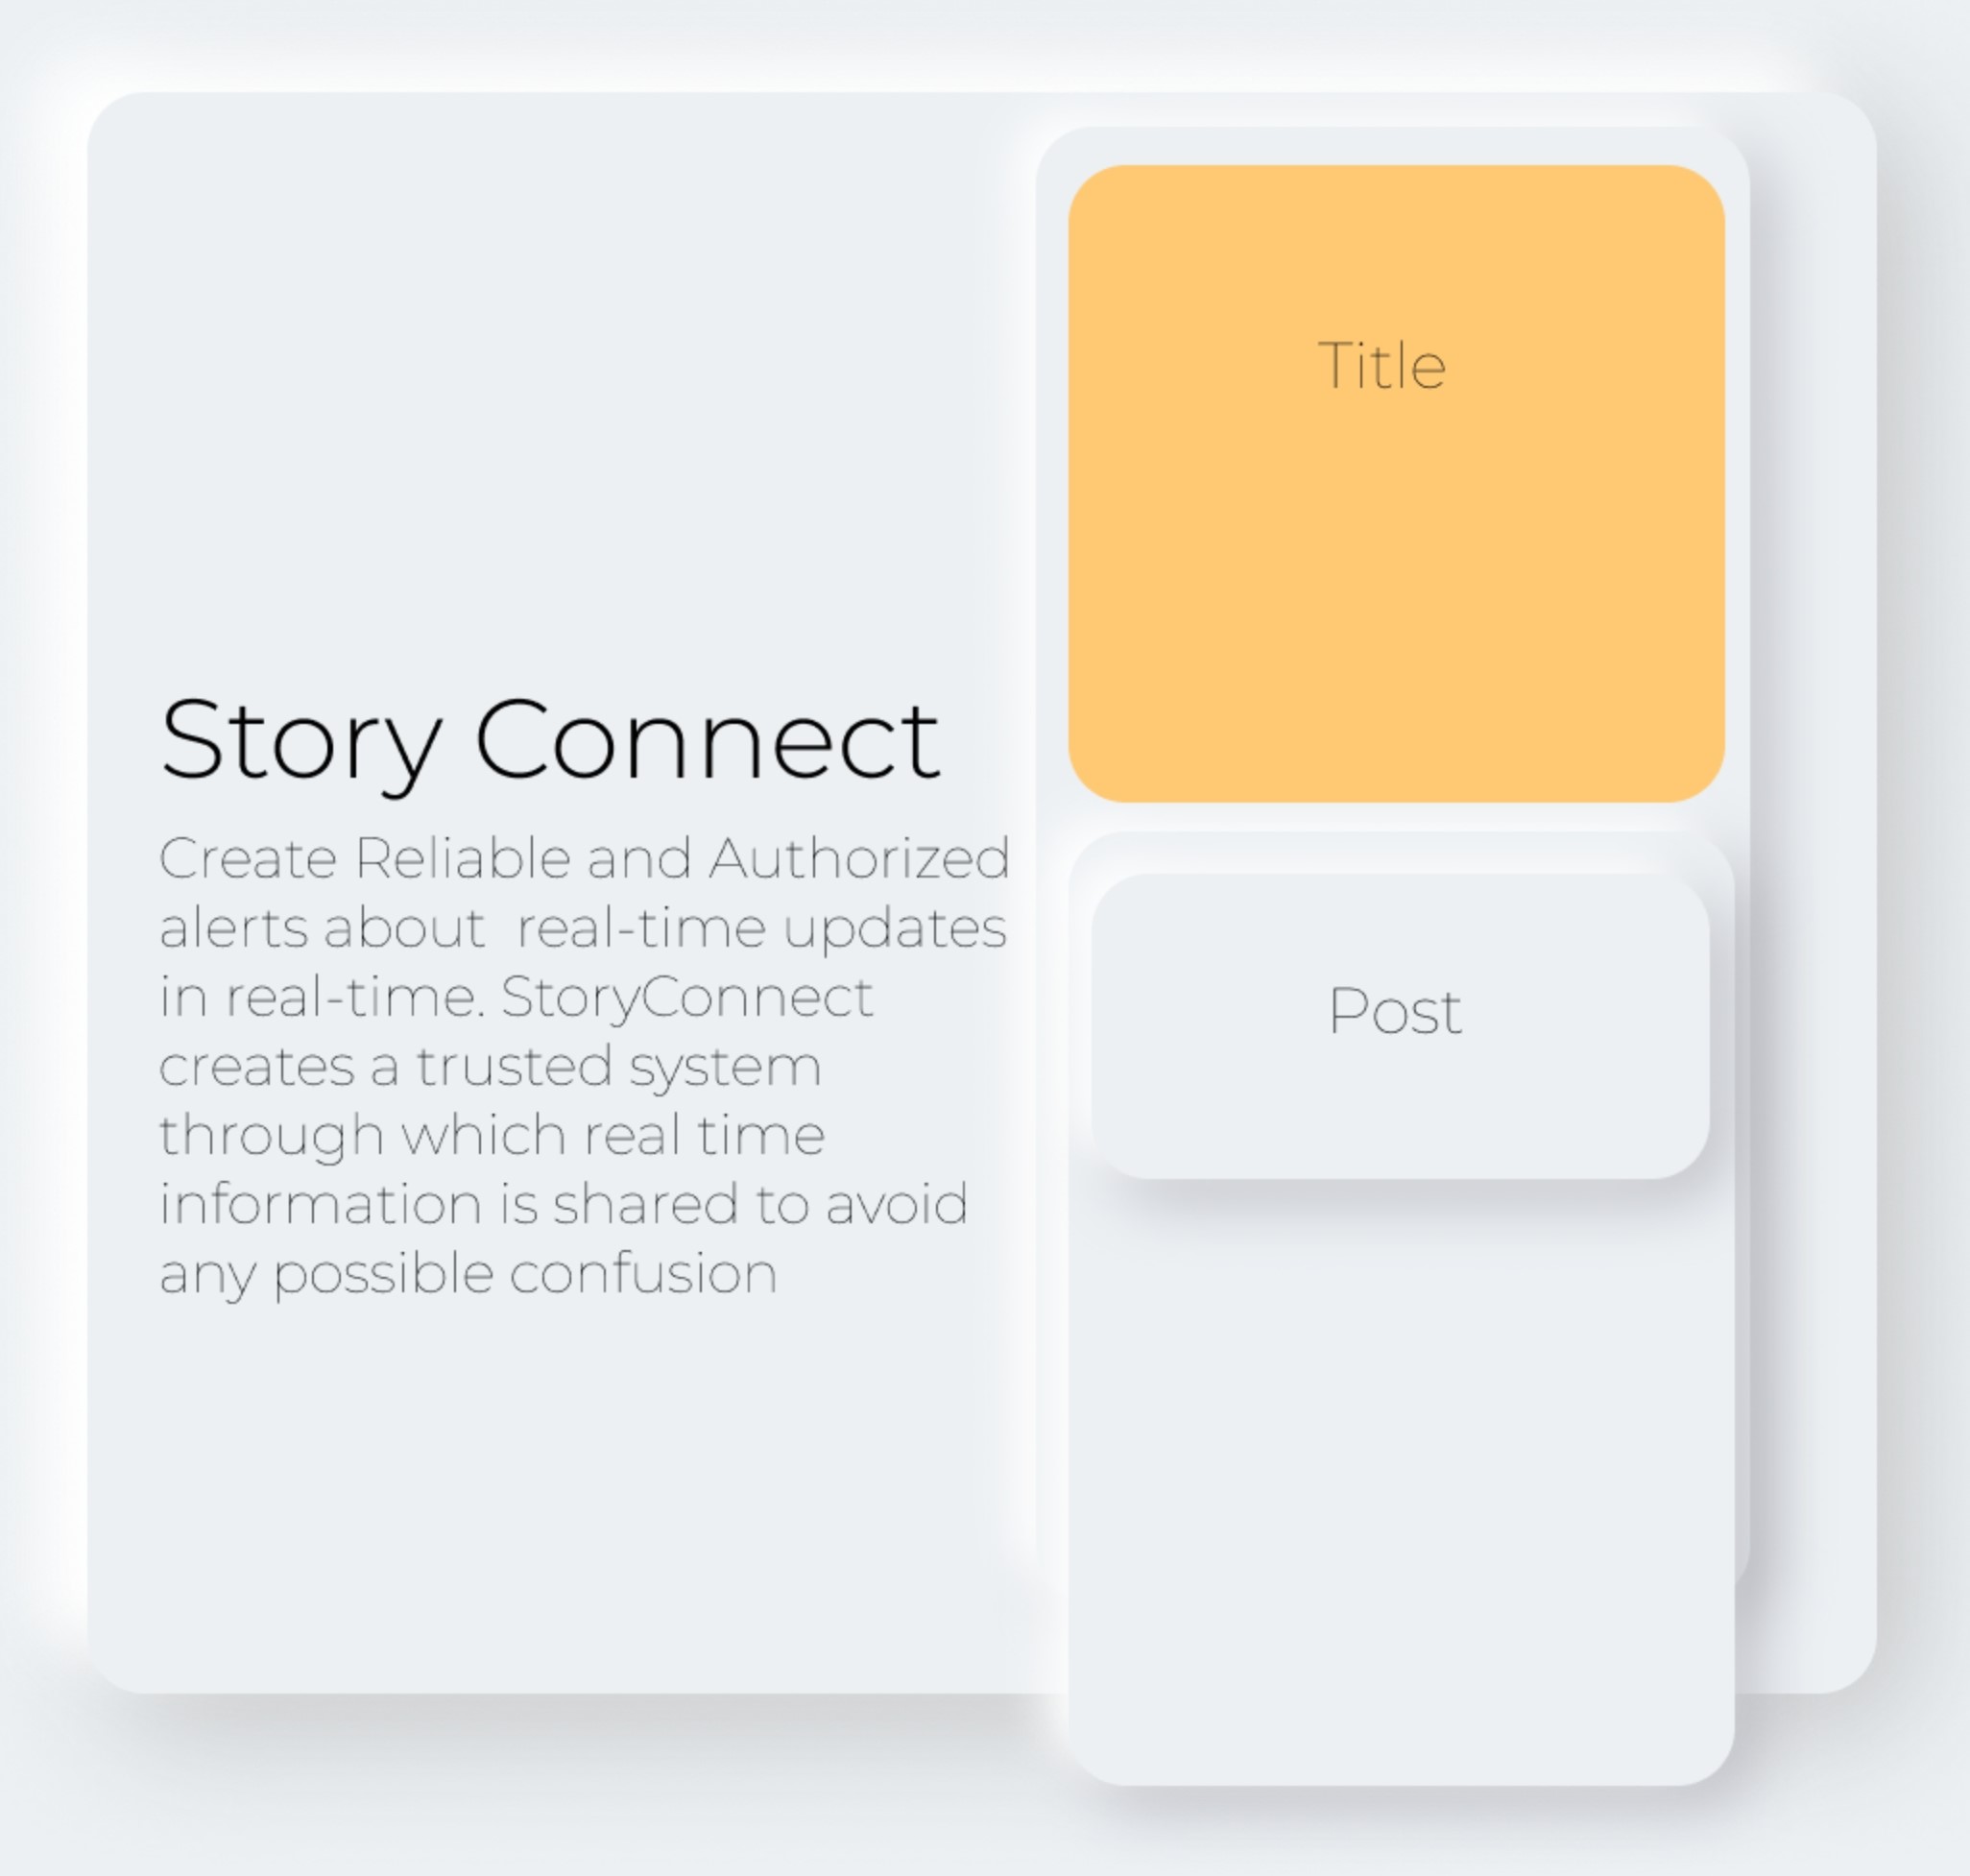 Story Connect
Create Reliable and Authorized
alerts about  real-time updates
in real-time. StoryConnect
creates a trusted system
through which real time
information is shared to avoid
any possible confusion
Title
Post